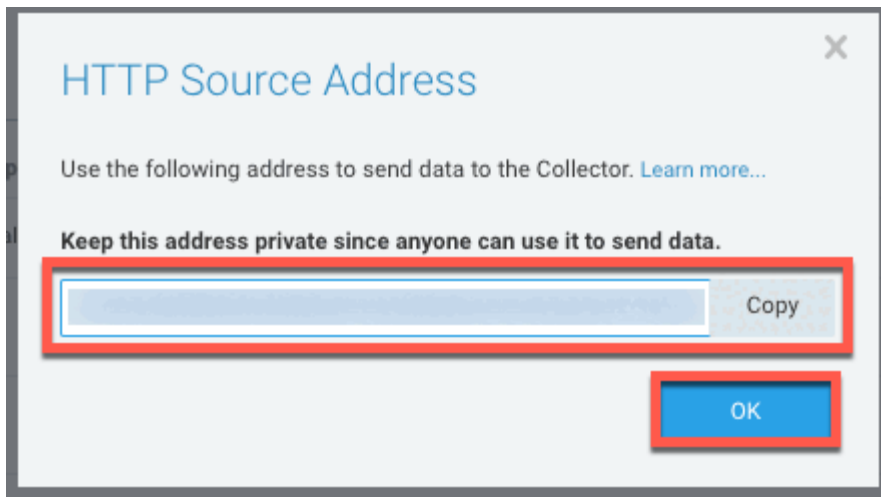 HTTP Source Address
Use the following address to send data to the Collector. Learn more...
Keep this address private since anyone can use it to send data.
Copy
OK